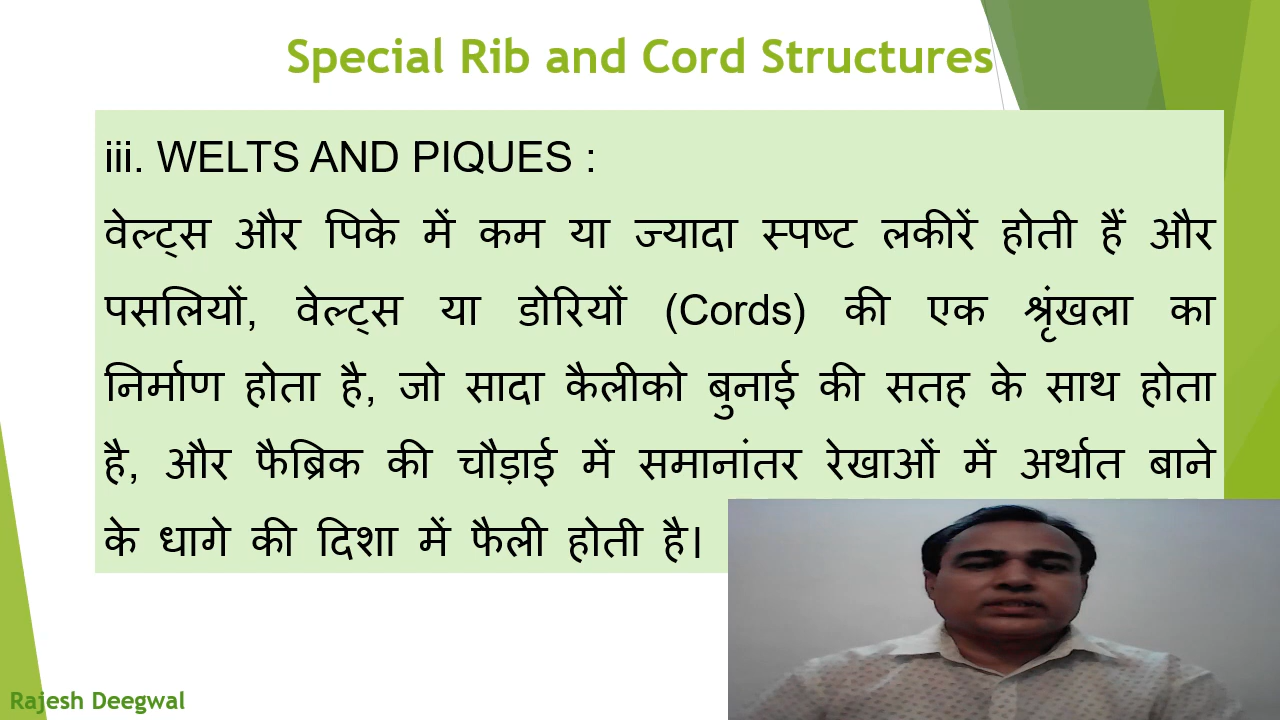 Special Rib and Cord Structures
iii. WELTS AND PIQUES :
वेल्ट्स और पिके में कम या ज्यादा स्पष्ट लकीरें होती हैं और
पसलियों, वेल्ट्स या डोरियों (Cords) की एक श्रृंखला का
निर्माण होता है, जो सादा कैलीको बुनाई की सतह के साथ होता
है, और फैब्रिक की चौड़ाई में समानांतर रेखाओं में अर्थात बाने
के धागे की दिशा में फैली होती है।
Rajesh Deegwal